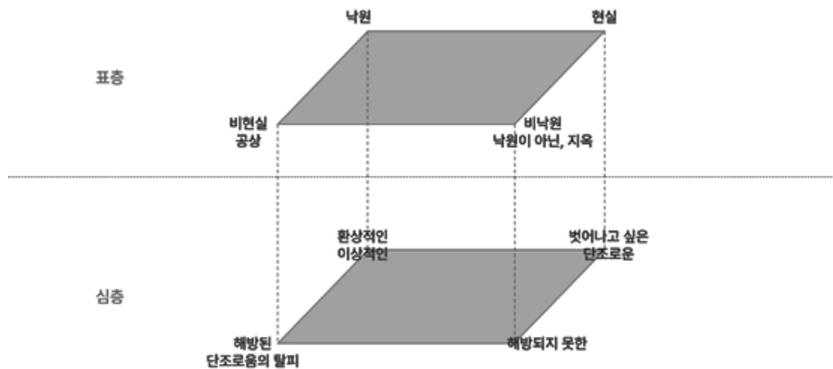 낙원
현실
표층
비현실
공상
비낙원
낙원이 아닌, 지옥
환상적인
이상적인
벗어나고 싶은
단조로운
심층
해방된
단조로움의 탈피
해방되지 못한